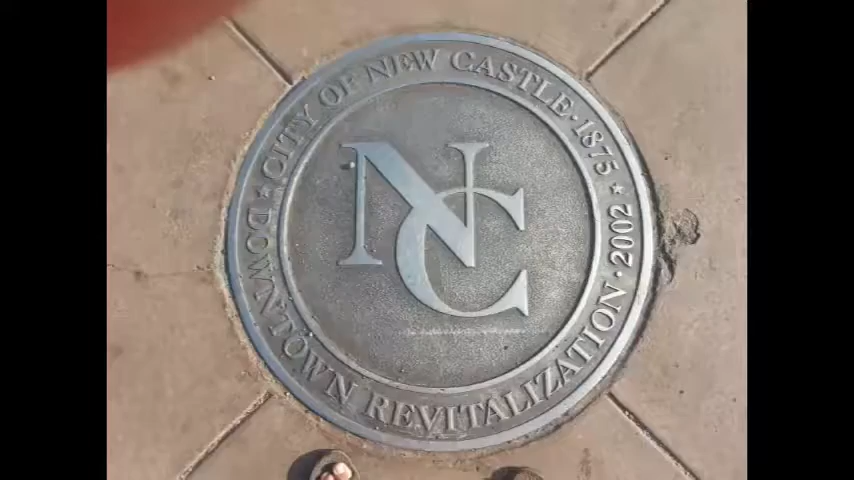 CITY OF NEW CASTLE · 1875
DOWNTOWN REVITALIZATION · 2002
NC